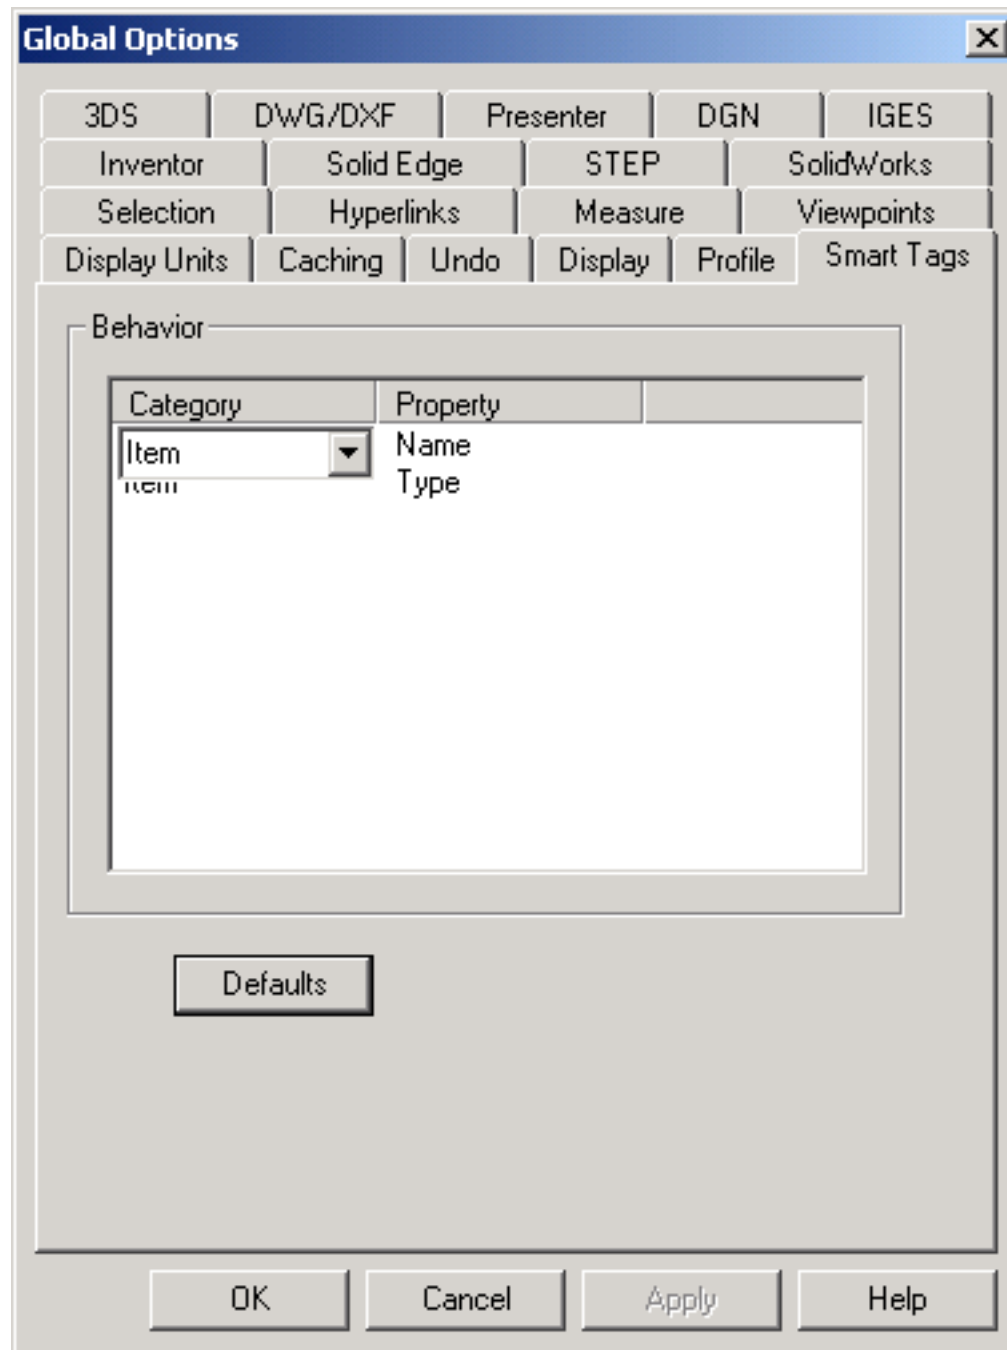 Global Options
3DS DWG/DXF Presenter DGN IGES
Inventor Solid Edge STEP SolidWorks
Selection Hyperlinks Measure Viewpoints
Display Units Caching Undo Display Profile Smart Tags
Behavior
Category Property
Item Name
Item Type
Defaults
OK Cancel Apply Help